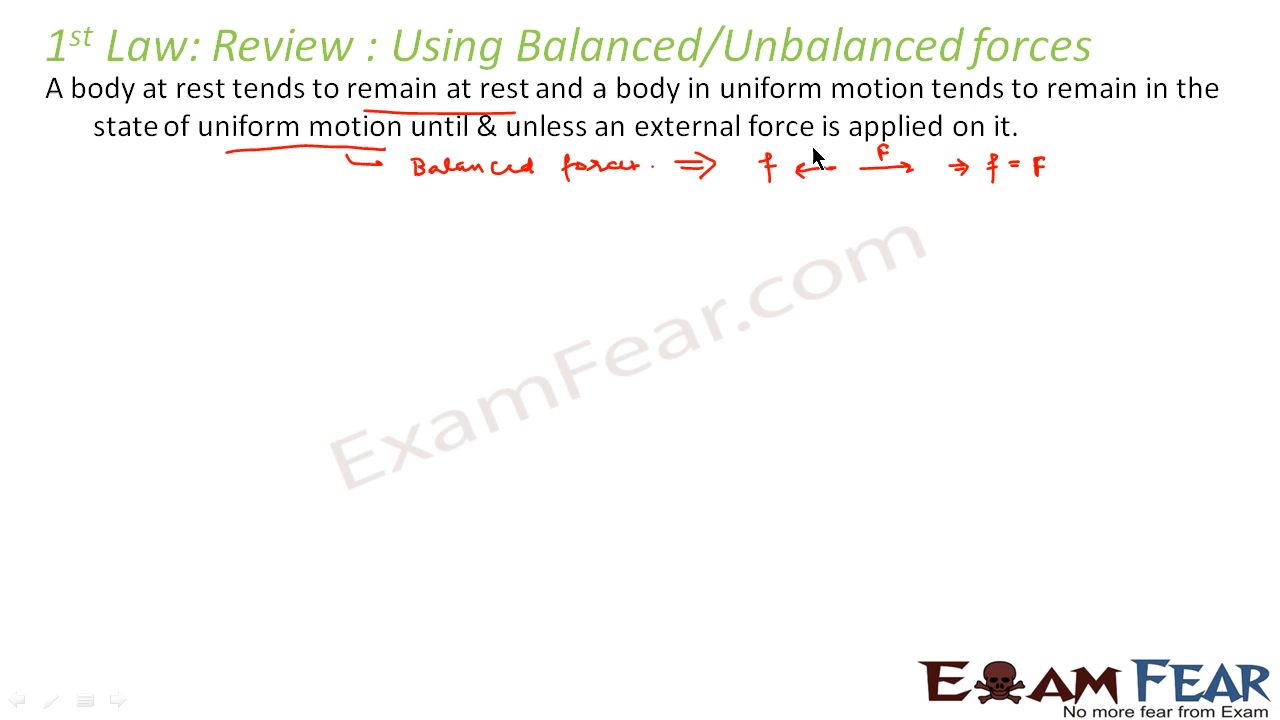 1st Law: Review : Using Balanced/Unbalanced forces
A body at rest tends to remain at rest and a body in uniform motion tends to remain in the
state of uniform motion until & unless an external force is applied on it.
Balanced forces. ⇒ f ← F → → f = F
ExamFear.com
EXAM FEAR
No more fear from Exam